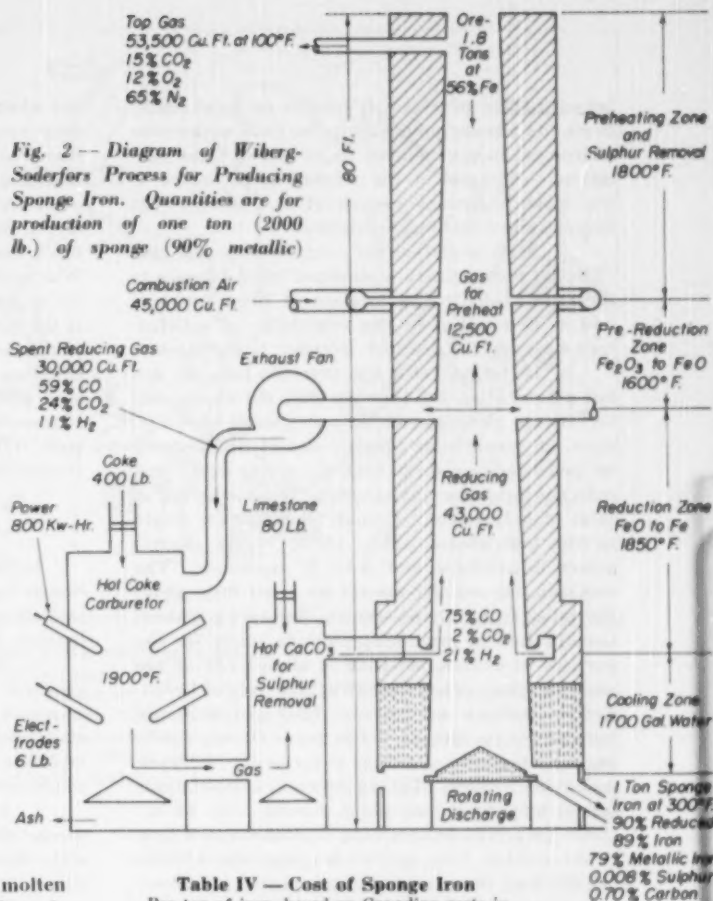 Top Gas
53,500 Cu. Ft. at 100°F.
15% CO₂
12% O₂
65% N₂
Ore-
1.8
Tons
at
56% Fe
80 Ft.
Preheating Zone
and
Sulphur Removal
1800°F.
Fig. 2 — Diagram of Wiberg-
Soderfors Process for Producing
Sponge Iron. Quantities are for
production of one ton (2000
lb.) of sponge (90% metallic)
Combustion Air
45,000 Cu. Ft.
Gas
for
Preheat
12,500
Cu. Ft.
Pre-Reduction
Zone
Fe₂O₃ to FeO
1600°F.
Spent Reducing Gas
30,000 Cu. Ft.
59% CO
24% CO₂
11% H₂
Exhaust Fan
Coke
400 Lb.
Power
800 Kw-Hr.
Limestone
80 Lb.
Reducing
Gas
43,000
Cu. Ft.
Reduction Zone
FeO to Fe
1850°F.
Hot Coke
Carburetor
1900°F.
Hot CaCO₃
for
Sulphur
Removal
75% CO
2% CO₂
21% H₂
Elect-
rodes
6 Lb.
Gas
Ash
Cooling Zone
1700 Gal. Water
Rotating
Discharge
1 Ton Sponge
Iron at 300°F.
90% Reduced
89% Iron
79% Metallic Iron
0.008% Sulphur
0.70% Carbon
molten
Table IV — Cost of Sponge Iron